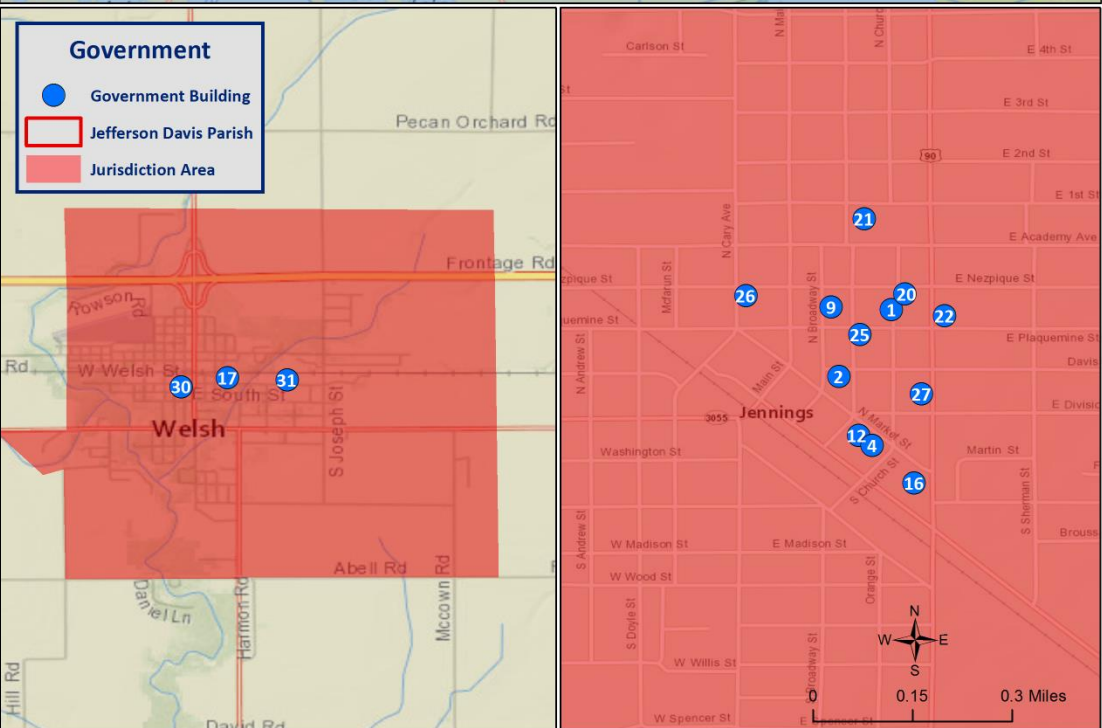 Government
Government Building
Jefferson Davis Parish
Jurisdiction Area
Pecan Orchard Rd
Frontage Rd
Rd
Rd
W Welsh St
30
17
31
E South St
Welsh
S Joseph St
Abell Rd
Daniel Ln
Harmon Rd
Mccown Rd
Hill Rd
David Rd
Carlson St
E 4th St
St
E 3rd St
90
E 2nd St
E 1st St
21
N Cary Ave
E Academy Ave
E Nezpique St
26
20
9
1
22
N Broadway St
25
E Plaquemine St
N Andrew St
2
Davis
Main St
27
E Divisio
3055
Jennings
N Market St
12
4
Washington St
Martin St
S Church St
16
S Sherman St
S Andrew St
W Madison St
E Madison St
Brouss
W Wood St
Orange St
S Doyle St
N
W
E
S
W Willis St
Broadway St
0
0.15
0.3 Miles
W Spencer St
E Spencer St